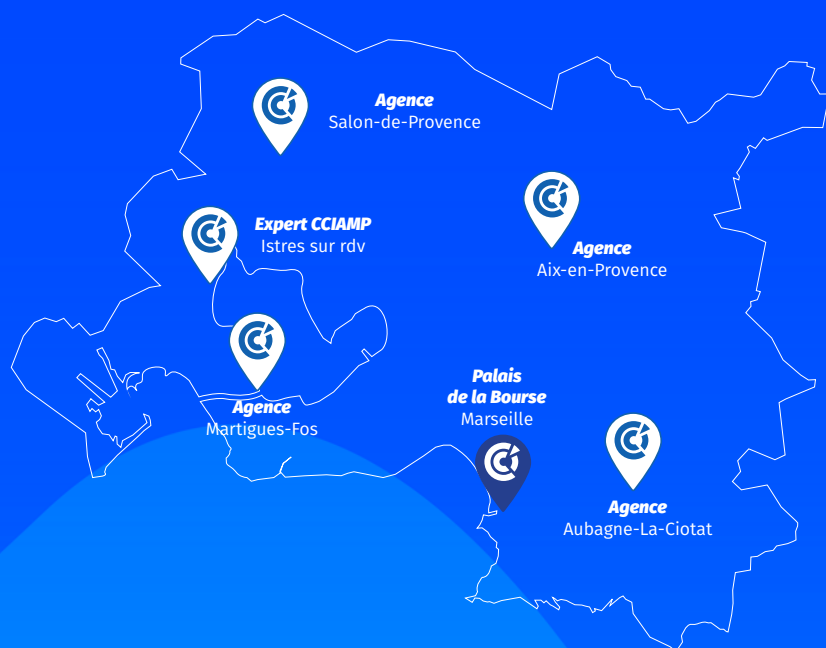 Agence
Salon-de-Provence
Expert CCIAMP
Istres sur rdv
Agence
Aix-en-Provence
Agence
Martigues-Fos
Palais
de la Bourse
Marseille
Agence
Aubagne-La-Ciotat